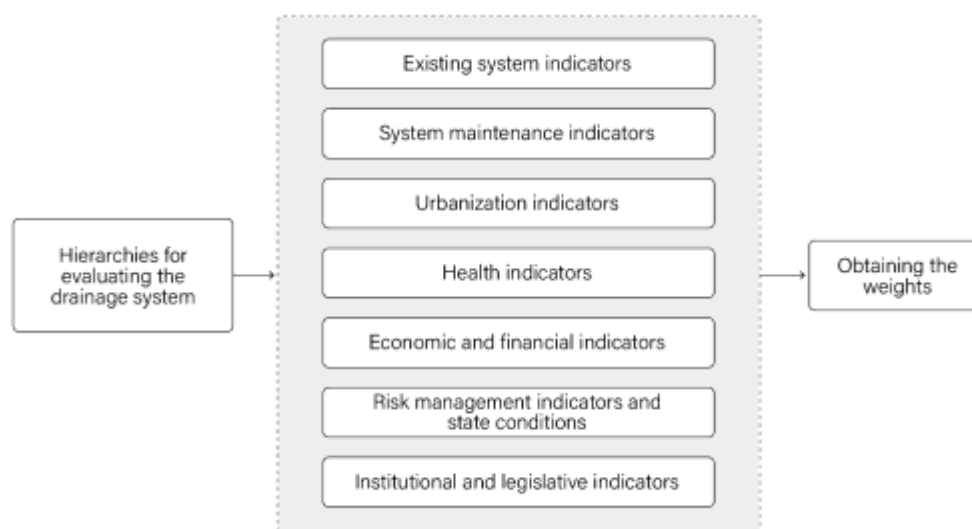 Existing system indicators
System maintenance indicators
Urbanization indicators
Hierarchies for
evaluating the
drainage system
Health indicators
Obtaining the
weights
Economic and financial indicators
Risk management indicators and
state conditions
Institutional and legislative indicators